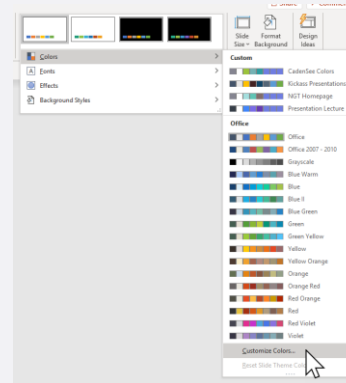 Share
Comment
Slide Size
Format Background
Design Ideas
Colors
Fonts
Effects
Background Styles
Custom
CadenSex Colors
Kickass Presentations
NGT Homepage
Presentation Lecture
Office
Office
Office 2007 - 2010
Grayscale
Blue Warm
Blue
Blue II
Blue Green
Green
Green Yellow
Yellow
Yellow Orange
Orange
Orange Red
Red Orange
Red
Red Violet
Violet
Customize Colors...
Reset Slide Theme Colo